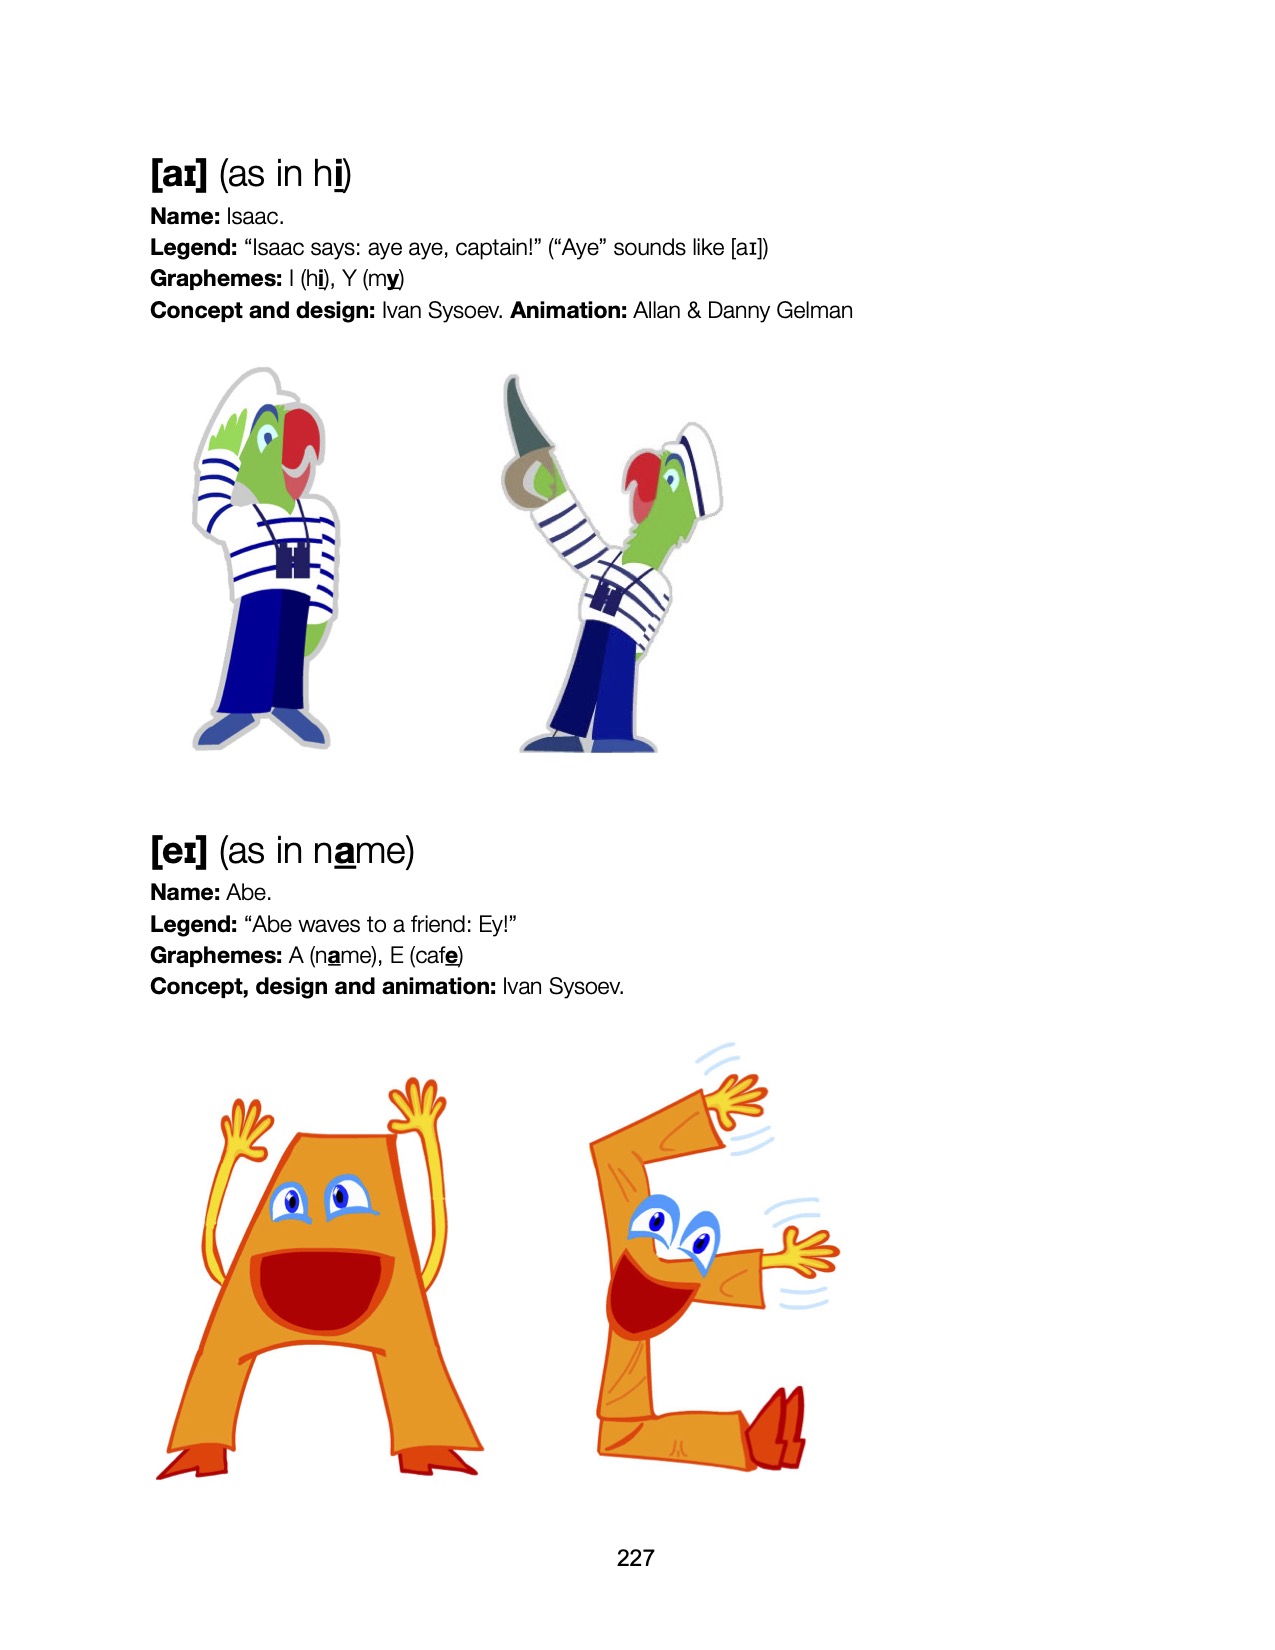 [aɪ] (as in hi)
Name: Isaac.
Legend: “Isaac says: aye aye, captain!” (“Aye” sounds like [aɪ])
Graphemes: I (hi), Y (my)
Concept and design: Ivan Sysoev. Animation: Allan & Danny Gelman
[eɪ] (as in name)
Name: Abe.
Legend: “Abe waves to a friend: Ey!”
Graphemes: A (name), E (cafe)
Concept, design and animation: Ivan Sysoev.
227